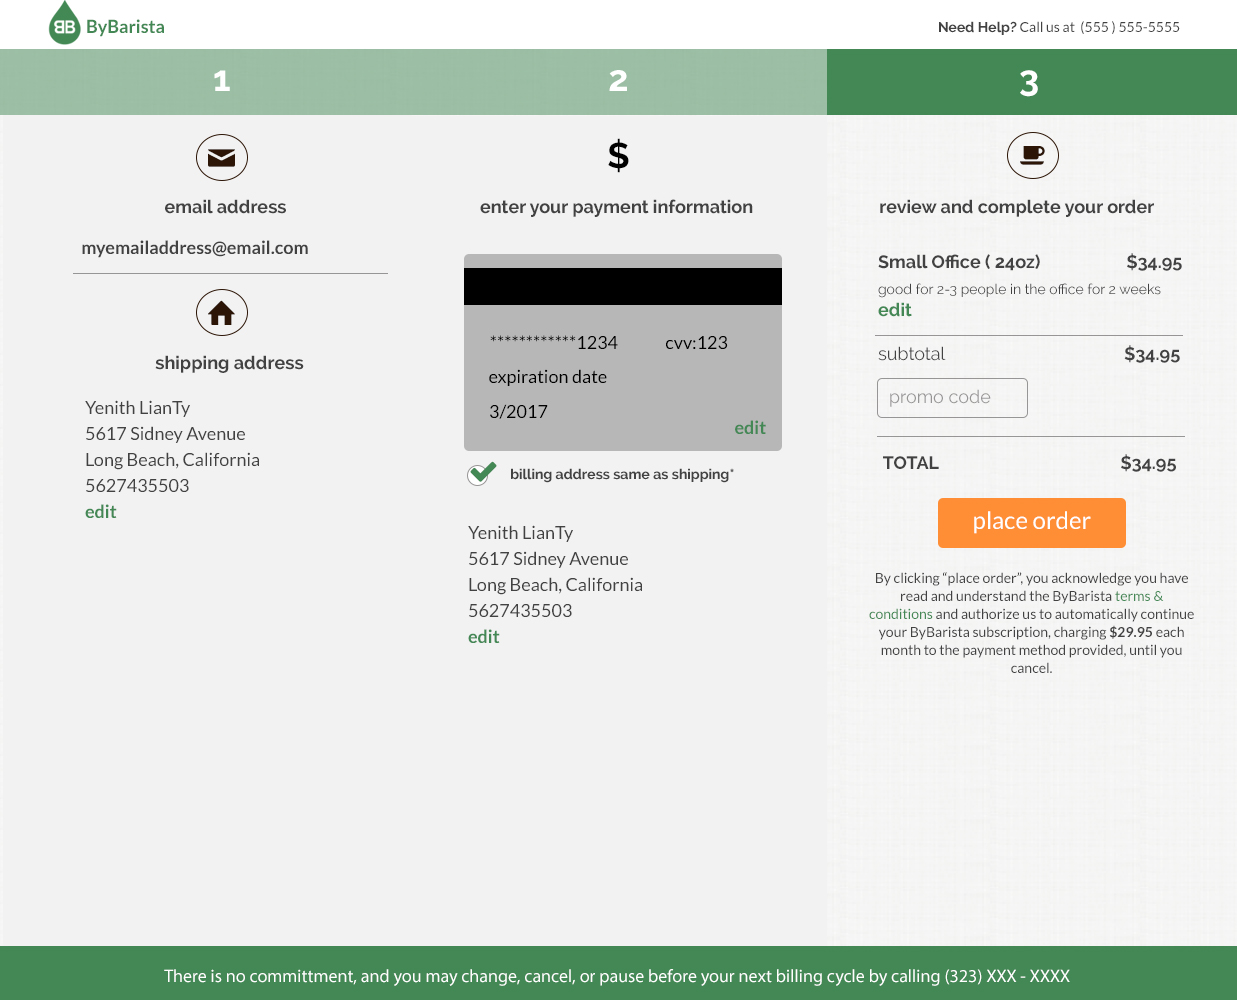 BB ByBarista
Need Help? Call us at (555 ) 555-5555
1
2
3
email address
myemailaddress@email.com
shipping address
Yenith LianTy
5617 Sidney Avenue
Long Beach, California
5627435503
edit
$
enter your payment information
************1234 cvv:123
expiration date
3/2017
edit
billing address same as shipping*
Yenith LianTy
5617 Sidney Avenue
Long Beach, California
5627435503
edit
review and complete your order
Small Office ( 24oz) $34.95
good for 2-3 people in the office for 2 weeks
edit
subtotal $34.95
promo code
TOTAL $34.95
place order
By clicking “place order”, you acknowledge you have
read and understand the ByBarista terms &
conditions and authorize us to automatically continue
your ByBarista subscription, charging $29.95 each
month to the payment method provided, until you
cancel.
There is no committment, and you may change, cancel, or pause before your next billing cycle by calling (323) XXX - XXXX